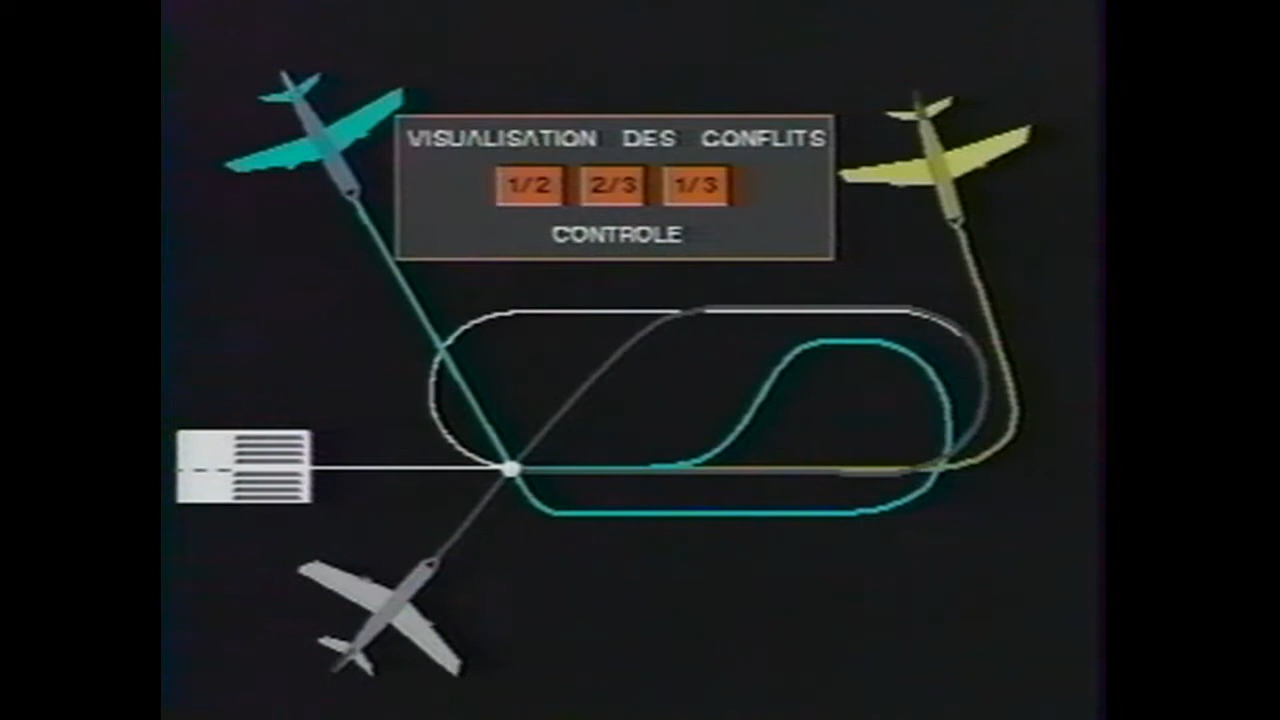 VISUALISATION DES CONFLITS
1/2 2/3 1/3
CONTROLE